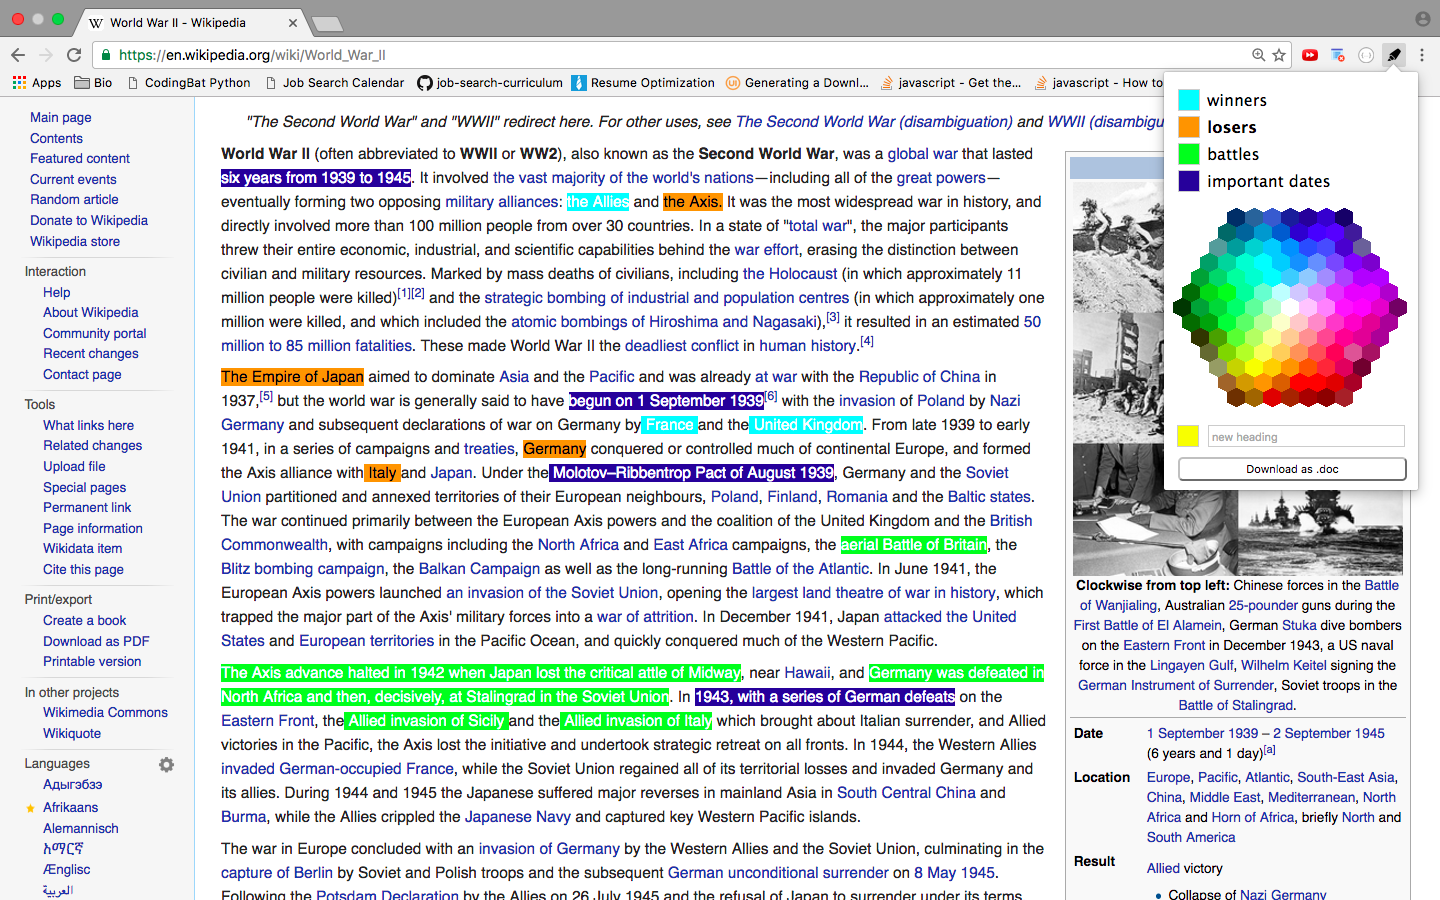 World War II - Wikipedia
https://en.wikipedia.org/wiki/World_War_II
Apps
Bio
CodingBat Python
Job Search Calendar
job-search-curriculum
Resume Optimization
Generating a Downl...
javascript - Get the...
javascript - How to
winners
losers
battles
important dates
new heading
Download as .doc
Main page
Contents
Featured content
Current events
Random article
Donate to Wikipedia
Wikipedia store
Interaction
Help
About Wikipedia
Community portal
Recent changes
Contact page
Tools
What links here
Related changes
Upload file
Special pages
Permanent link
Page information
Wikidata item
Cite this page
Print/export
Create a book
Download as PDF
Printable version
In other projects
Wikimedia Commons
Wikiquote
Languages
Адыгэбзэ
Afrikaans
Alemannisch
አማርኛ
Ænglisc
العربية
"The Second World War" and "WWII" redirect here. For other uses, see The Second World War (disambiguation) and WWII (disambigu
World War II (often abbreviated to WWII or WW2), also known as the Second World War, was a global war that lasted
six years from 1939 to 1945. It involved the vast majority of the world's nations—including all of the great powers—
eventually forming two opposing military alliances: the Allies and the Axis. It was the most widespread war in history, and
directly involved more than 100 million people from over 30 countries. In a state of "total war", the major participants
threw their entire economic, industrial, and scientific capabilities behind the war effort, erasing the distinction between
civilian and military resources. Marked by mass deaths of civilians, including the Holocaust (in which approximately 11
million people were killed)[1][2] and the strategic bombing of industrial and population centres (in which approximately one
million were killed, and which included the atomic bombings of Hiroshima and Nagasaki),[3] it resulted in an estimated 50
million to 85 million fatalities. These made World War II the deadliest conflict in human history.[4]
The Empire of Japan aimed to dominate Asia and the Pacific and was already at war with the Republic of China in
1937,[5] but the world war is generally said to have begun on 1 September 1939[6] with the invasion of Poland by Nazi
Germany and subsequent declarations of war on Germany by France and the United Kingdom. From late 1939 to early
1941, in a series of campaigns and treaties, Germany conquered or controlled much of continental Europe, and formed
the Axis alliance with Italy and Japan. Under the Molotov–Ribbentrop Pact of August 1939, Germany and the Soviet
Union partitioned and annexed territories of their European neighbours, Poland, Finland, Romania and the Baltic states.
The war continued primarily between the European Axis powers and the coalition of the United Kingdom and the British
Commonwealth, with campaigns including the North Africa and East Africa campaigns, the aerial Battle of Britain, the
Blitz bombing campaign, the Balkan Campaign as well as the long-running Battle of the Atlantic. In June 1941, the
European Axis powers launched an invasion of the Soviet Union, opening the largest land theatre of war in history, which
trapped the major part of the Axis' military forces into a war of attrition. In December 1941, Japan attacked the United
States and European territories in the Pacific Ocean, and quickly conquered much of the Western Pacific.
The Axis advance halted in 1942 when Japan lost the critical attle of Midway, near Hawaii, and Germany was defeated in
North Africa and then, decisively, at Stalingrad in the Soviet Union. In 1943, with a series of German defeats on the
Eastern Front, the Allied invasion of Sicily and the Allied invasion of Italy which brought about Italian surrender, and Allied
victories in the Pacific, the Axis lost the initiative and undertook strategic retreat on all fronts. In 1944, the Western Allies
invaded German-occupied France, while the Soviet Union regained all of its territorial losses and invaded Germany and
its allies. During 1944 and 1945 the Japanese suffered major reverses in mainland Asia in South Central China and
Burma, while the Allies crippled the Japanese Navy and captured key Western Pacific islands.
The war in Europe concluded with an invasion of Germany by the Western Allies and the Soviet Union, culminating in the
capture of Berlin by Soviet and Polish troops and the subsequent German unconditional surrender on 8 May 1945.
Following the Potsdam Declaration by the Allies on 26 July 1945 and the refusal of Japan to surrender under its terms,
Clockwise from top left: Chinese forces in the Battle
of Wanjialing, Australian 25-pounder guns during the
First Battle of El Alamein, German Stuka dive bombers
on the Eastern Front in December 1943, a US naval
force in the Lingayen Gulf, Wilhelm Keitel signing the
German Instrument of Surrender, Soviet troops in the
Battle of Stalingrad.
Date 1 September 1939 – 2 September 1945
(6 years and 1 day)[a]
Location Europe, Pacific, Atlantic, South-East Asia,
China, Middle East, Mediterranean, North
Africa and Horn of Africa, briefly North and
South America
Result Allied victory
• Collapse of Nazi Germany